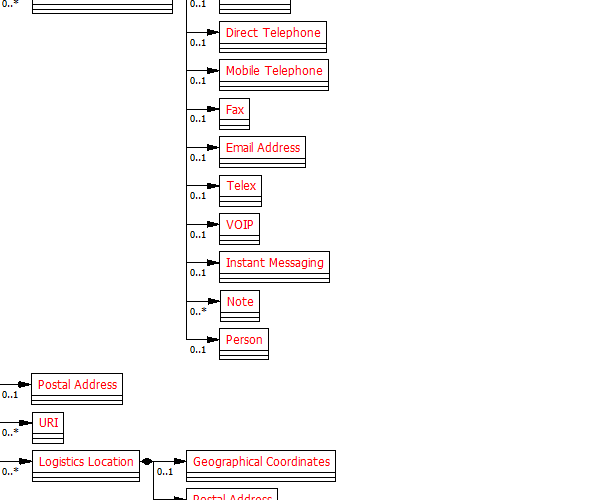 0..*
0..1
Direct Telephone
0..1
Mobile Telephone
0..1
Fax
0..1
Email Address
0..1
Telex
0..1
VOIP
0..1
Instant Messaging
0..1
Note
0..*
Person
0..1
Postal Address
0..1
URI
0..*
Logistics Location
Geographical Coordinates
0..*
0..1
Postal Address